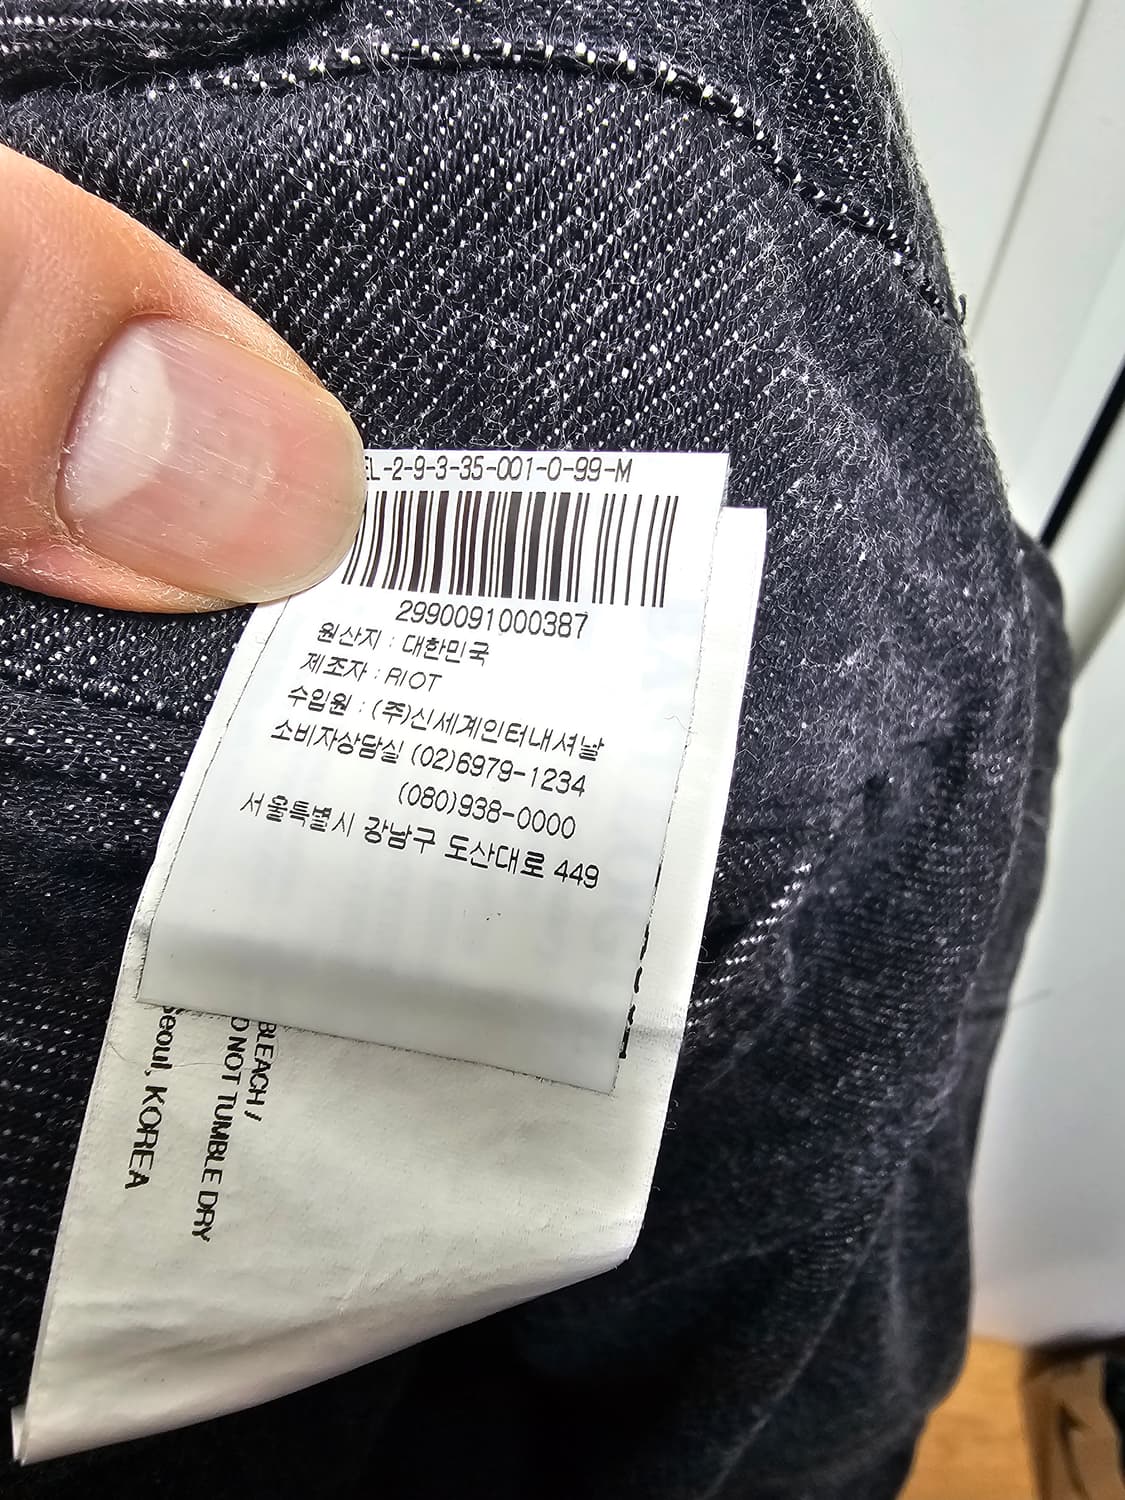 EL-2-9-3-35-001-0-99-M
2990091000387
원산지 : 대한민국
제조자 : RIOT
수입원 : (주)신세계인터내셔날
소비자상담실 (02)6979-1234
(080)938-0000
서울특별시 강남구 도산대로 449
BLEACH /
NOT TUMBLE DRY
Seoul, KOREA